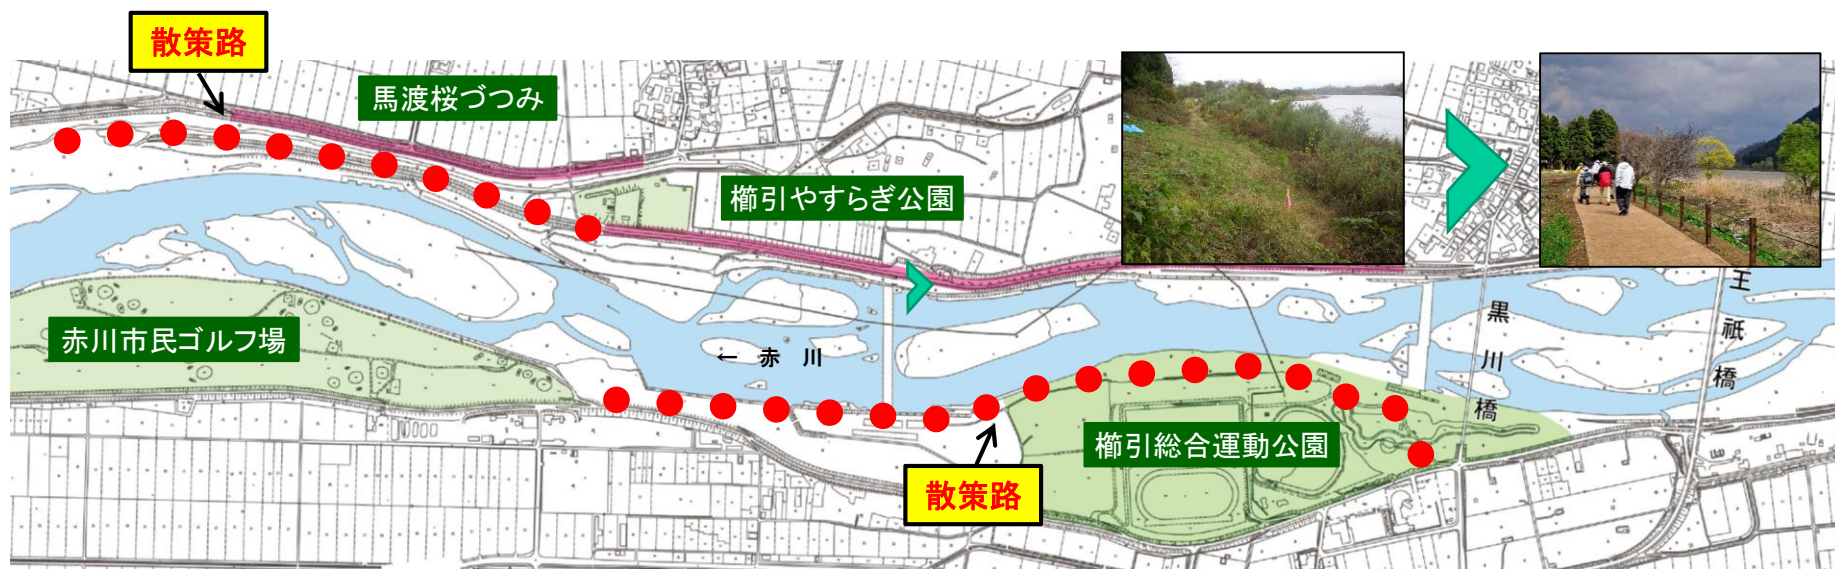 散策路
馬渡桜づつみ
櫛引やすらぎ公園
赤川市民ゴルフ場
← 赤 川
黒川橋
王祇橋
櫛引総合運動公園
散策路